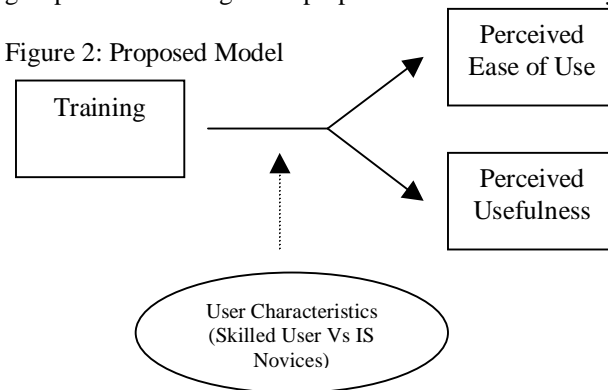 Figure 2: Proposed Model
Training
Perceived
Ease of Use
Perceived
Usefulness
User Characteristics
(Skilled User Vs IS
Novices)